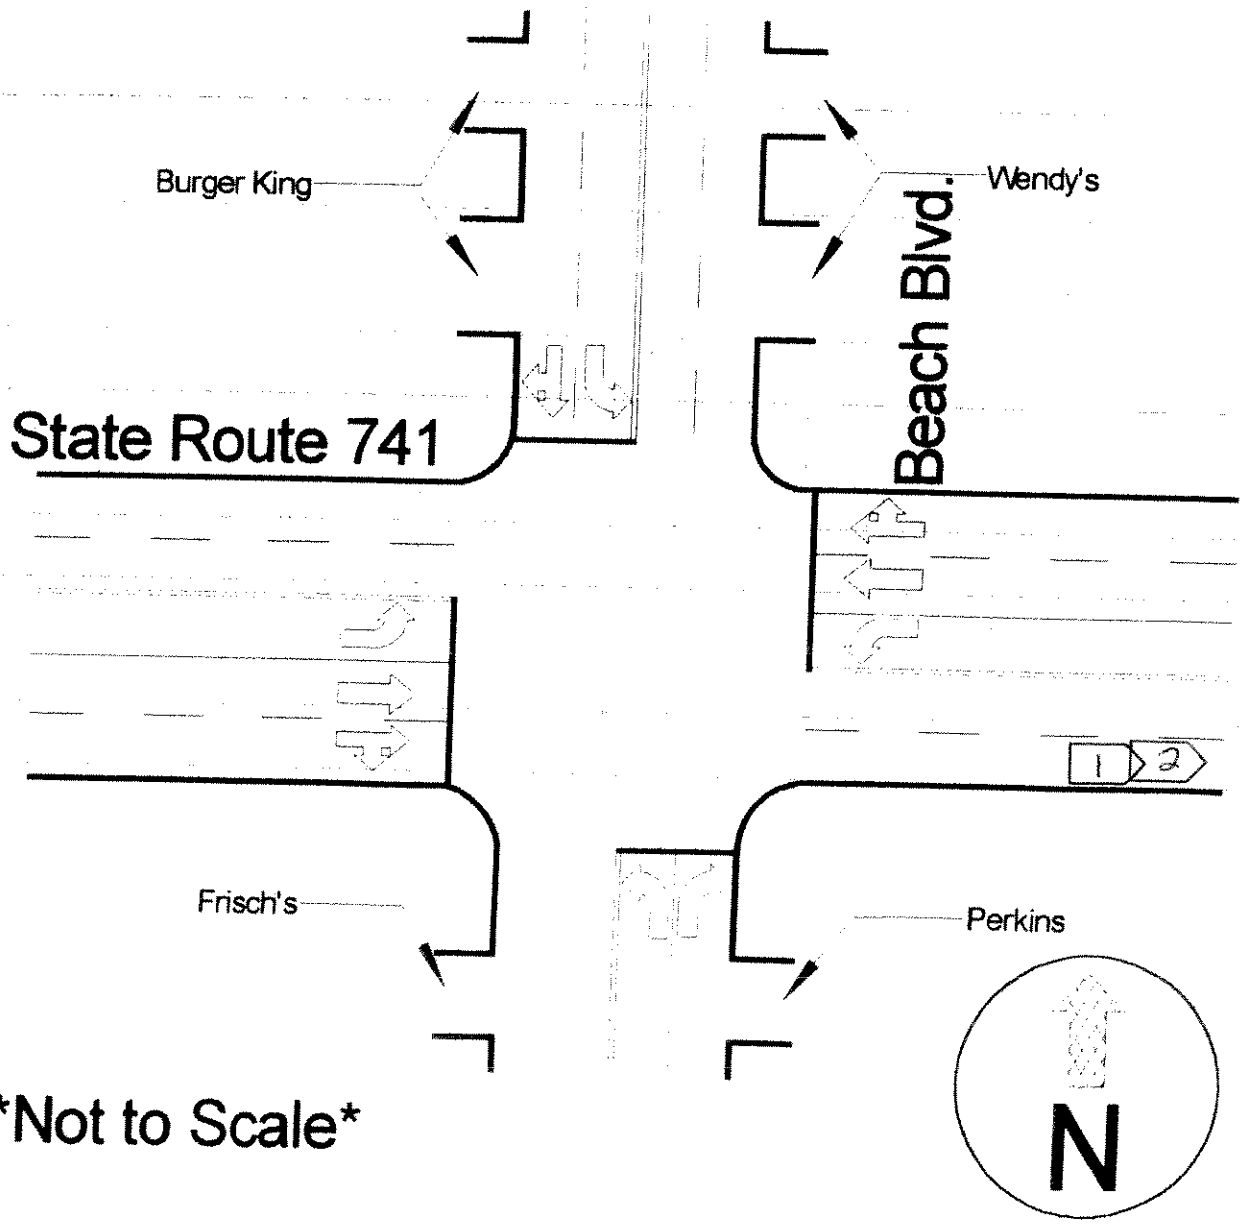 Burger King
Wendy's
Beach Blvd.
State Route 741
1 2
Frisch's
Perkins
*Not to Scale*
N